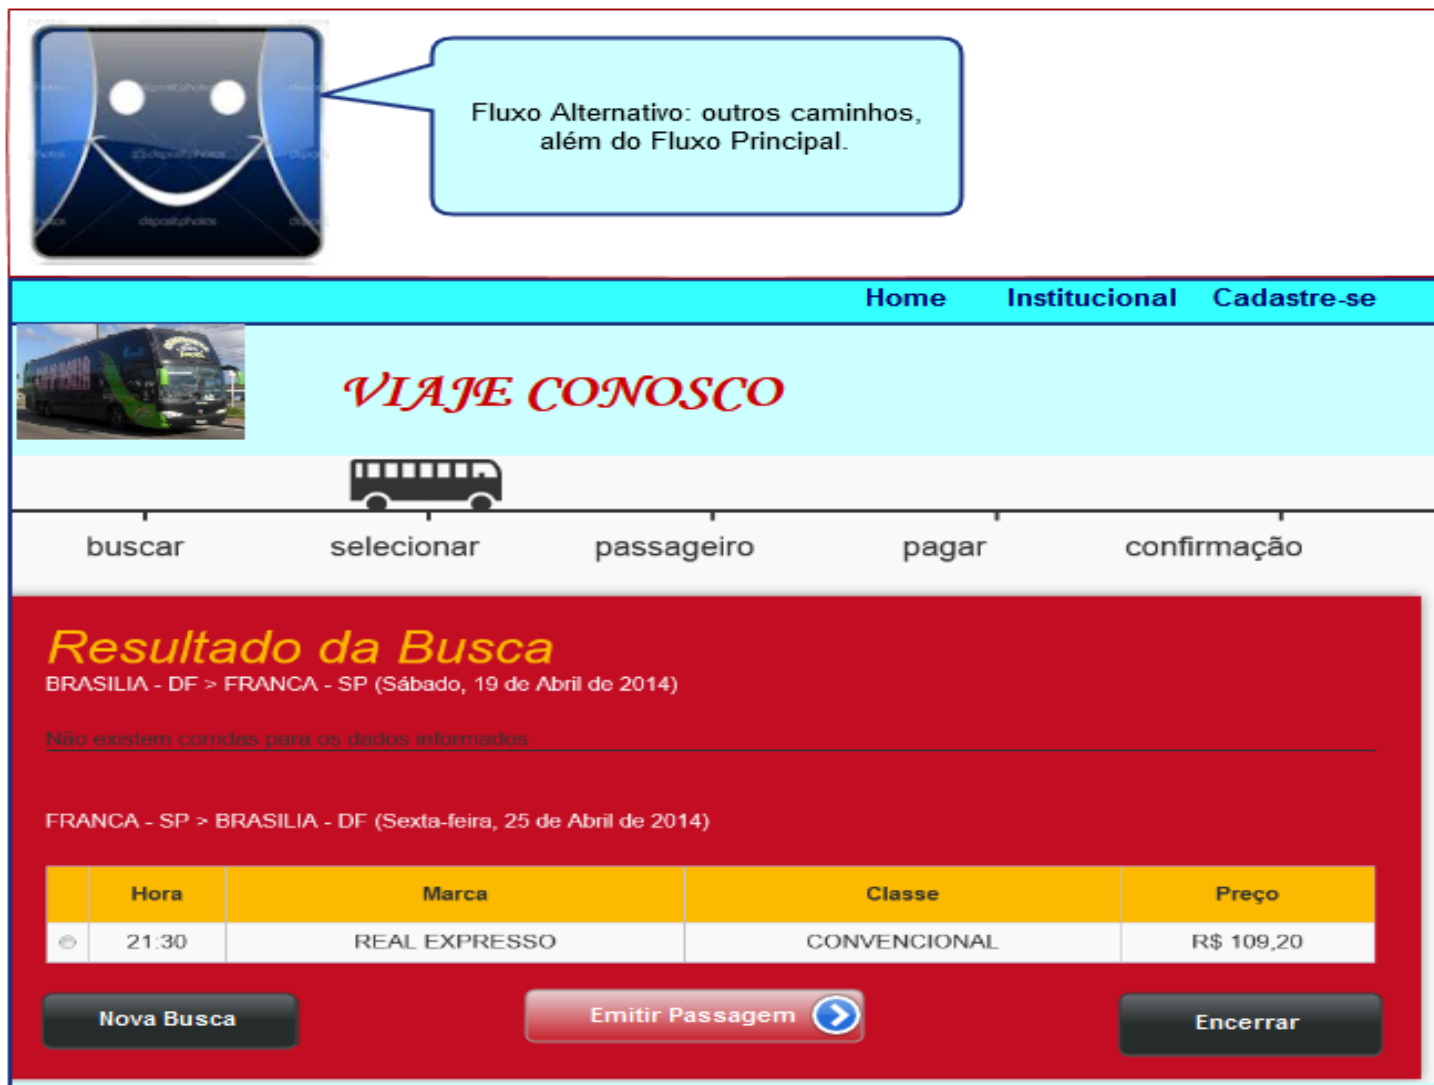 Fluxo Alternativo: outros caminhos,
além do Fluxo Principal.
Home Institucional Cadastre-se
VIAJE CONOSCO
buscar selecionar passageiro pagar confirmação
Resultado da Busca
BRASILIA - DF > FRANCA - SP (Sábado, 19 de Abril de 2014)
Não existem corridas para os dados informados
FRANCA - SP > BRASILIA - DF (Sexta-feira, 25 de Abril de 2014)
Hora Marca Classe Preço
21:30 REAL EXPRESSO CONVENCIONAL R$ 109,20
Nova Busca Emitir Passagem Encerrar